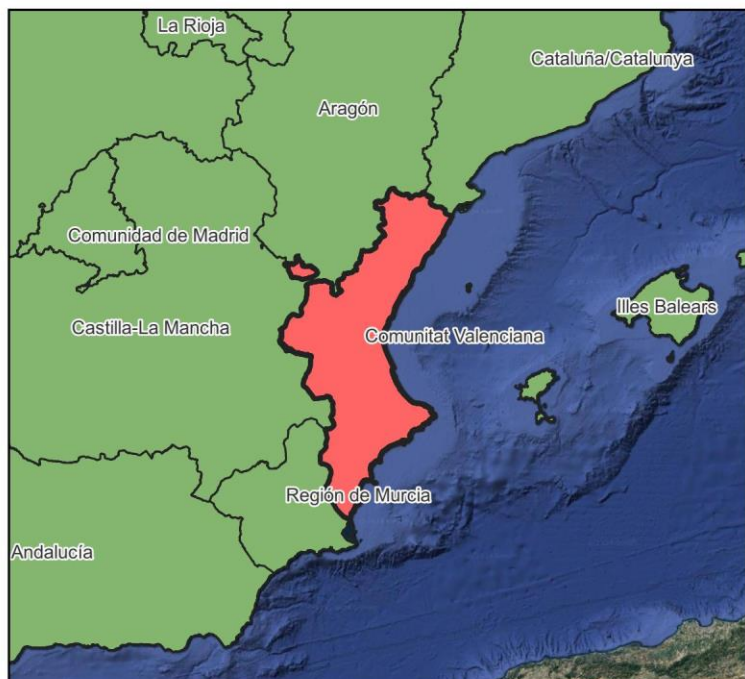 La Rioja
Cataluña/Catalunya
Aragón
Comunidad de Madrid
Illes Balears
Castilla-La Mancha
Comunitat Valenciana
Región de Murcia
Andalucía